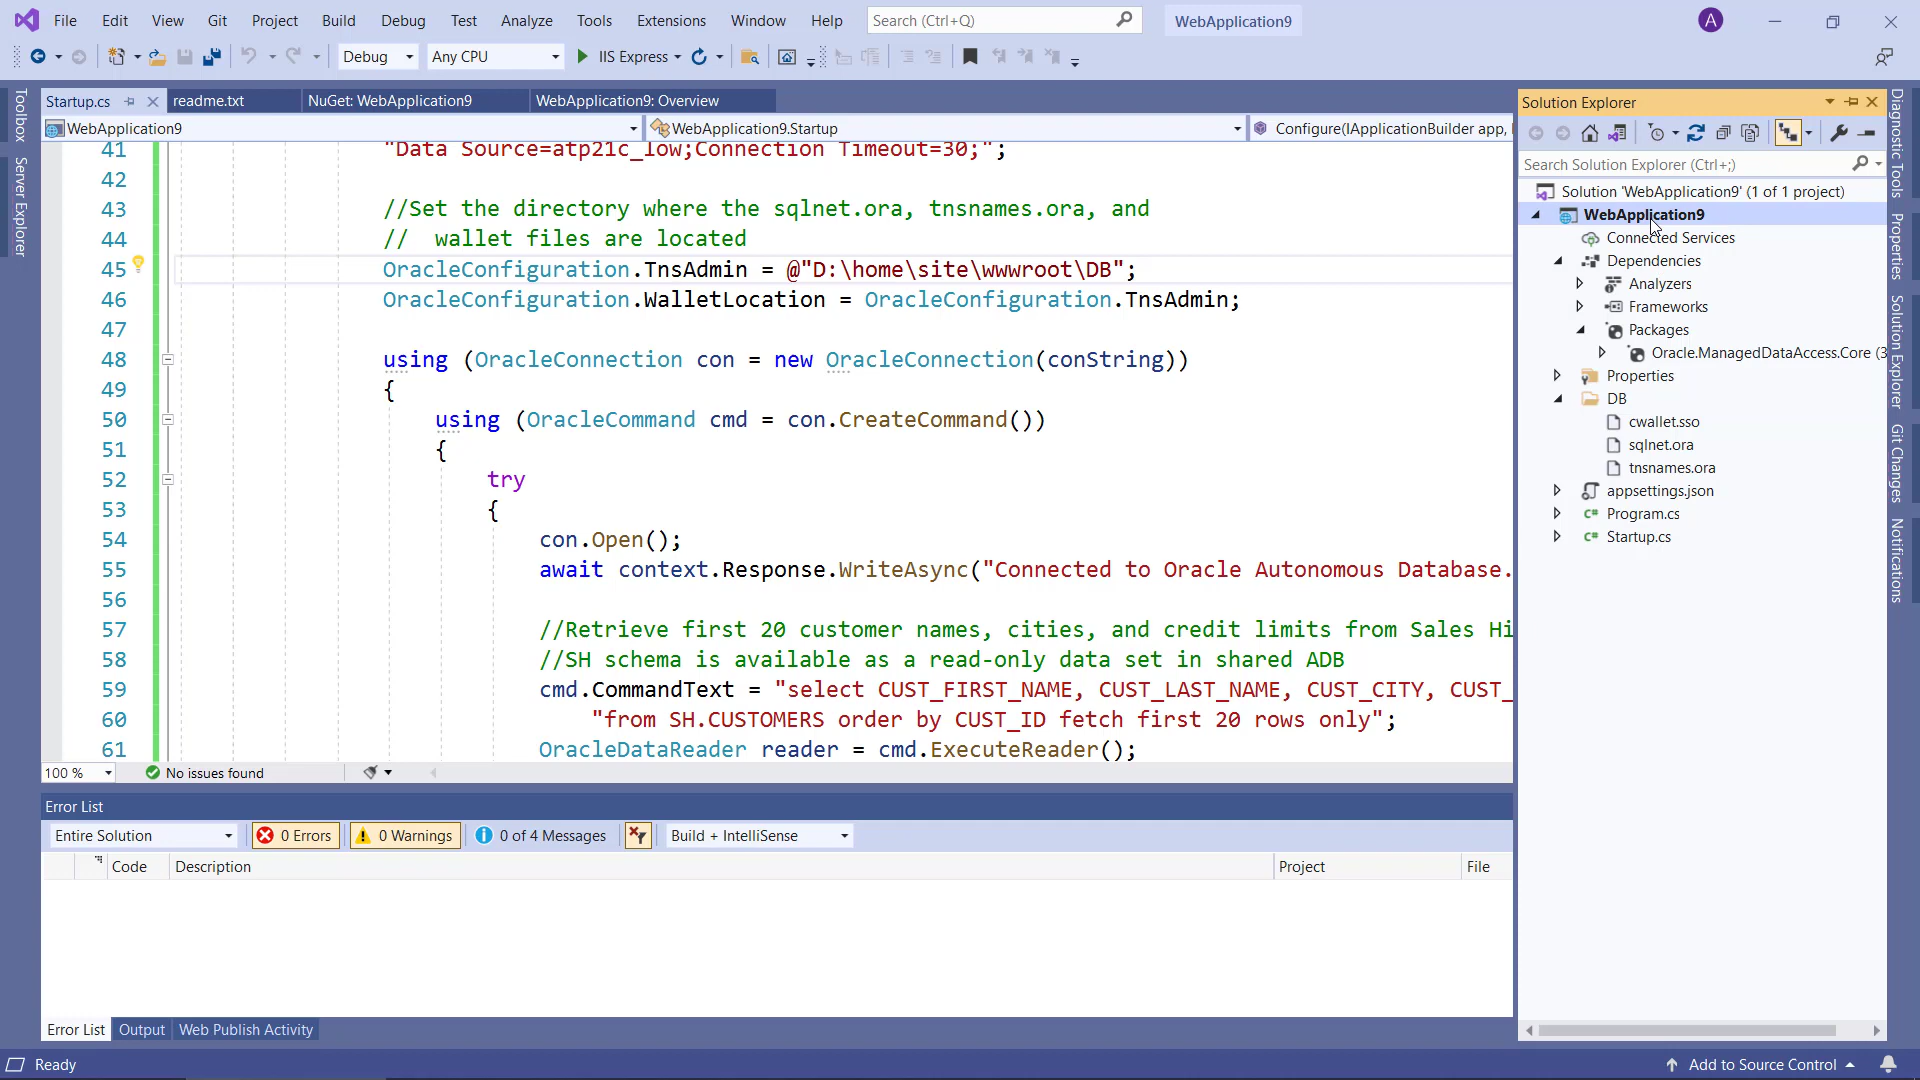 File Edit View Git Project Build Debug Test Analyze Tools Extensions Window Help Search (Ctrl+Q) WebApplication9 A
Debug Any CPU IIS Express
Toolbox
Server Explorer
Startup.cs readme.txt NuGet: WebApplication9 WebApplication9: Overview
WebApplication9 WebApplication9.Startup Configure(IApplicationBuilder app,
41 "Data Source=atp21c_low;Connection Timeout=30;";
42
43 //Set the directory where the sqlnet.ora, tnsnames.ora, and
44 //  wallet files are located
45 OracleConfiguration.TnsAdmin = @"D:\home\site\wwwroot\DB";
46 OracleConfiguration.WalletLocation = OracleConfiguration.TnsAdmin;
47
48 using (OracleConnection con = new OracleConnection(conString))
49 {
50 using (OracleCommand cmd = con.CreateCommand())
51 {
52 try
53 {
54 con.Open();
55 await context.Response.WriteAsync("Connected to Oracle Autonomous Database.
56
57 //Retrieve first 20 customer names, cities, and credit limits from Sales Hi
58 //SH schema is available as a read-only data set in shared ADB
59 cmd.CommandText = "select CUST_FIRST_NAME, CUST_LAST_NAME, CUST_CITY, CUST_
60 "from SH.CUSTOMERS order by CUST_ID fetch first 20 rows only";
61 OracleDataReader reader = cmd.ExecuteReader();
100 % No issues found
Error List
Entire Solution 0 Errors 0 Warnings 0 of 4 Messages Build + IntelliSense
Code Description Project File
Error List Output Web Publish Activity
Ready Add to Source Control
Solution Explorer
Search Solution Explorer (Ctrl+;)
Solution 'WebApplication9' (1 of 1 project)
WebApplication9
Connected Services
Dependencies
Analyzers
Frameworks
Packages
Oracle.ManagedDataAccess.Core (3
Properties
DB
cwallet.sso
sqlnet.ora
tnsnames.ora
appsettings.json
C# Program.cs
C# Startup.cs
Diagnostic Tools
Properties
Solution Explorer
Git Changes
Notifications